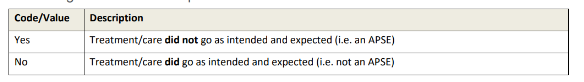 Code/Value Description
Yes Treatment/care did not go as intended and expected (i.e. an APSE)
No Treatment/care did go as intended and expected (i.e. not an APSE)